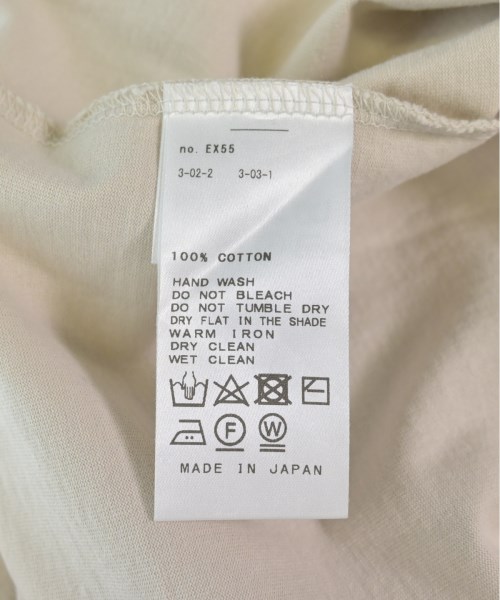 no. EX55
3-02-2 3-03-1
100% COTTON
HAND WASH
DO NOT BLEACH
DO NOT TUMBLE DRY
DRY FLAT IN THE SHADE
WARM IRON
DRY CLEAN
WET CLEAN
F W
MADE IN JAPAN